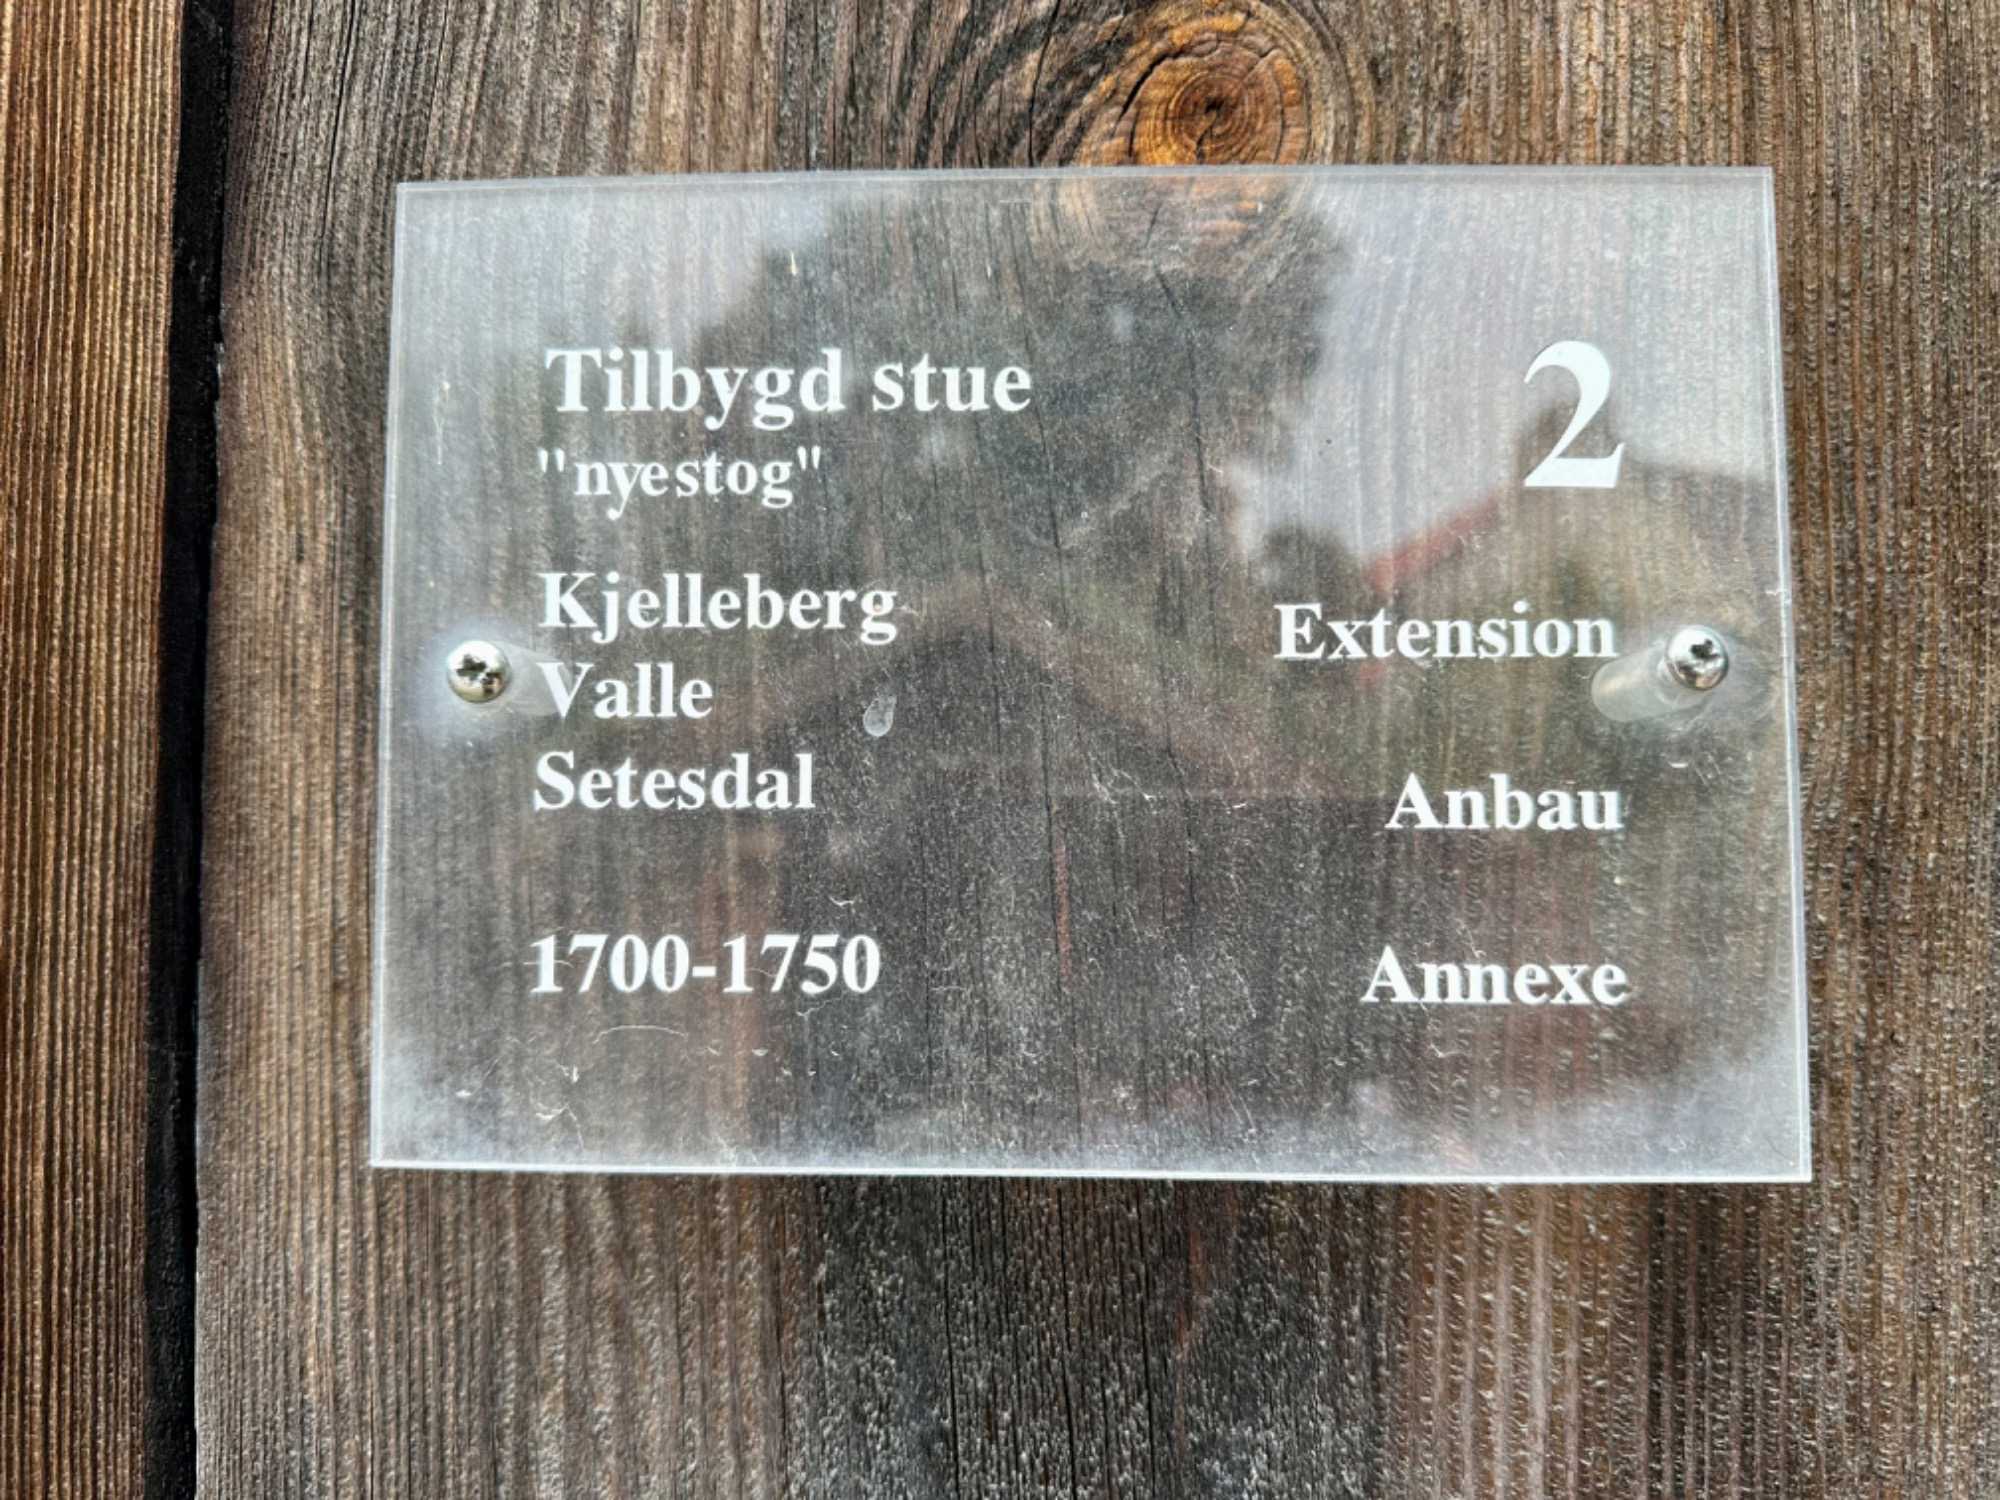 Tilbygd stue
"nyestog"
Kjelleberg
Valle
Setesdal
1700-1750
2
Extension
Anbau
Annexe